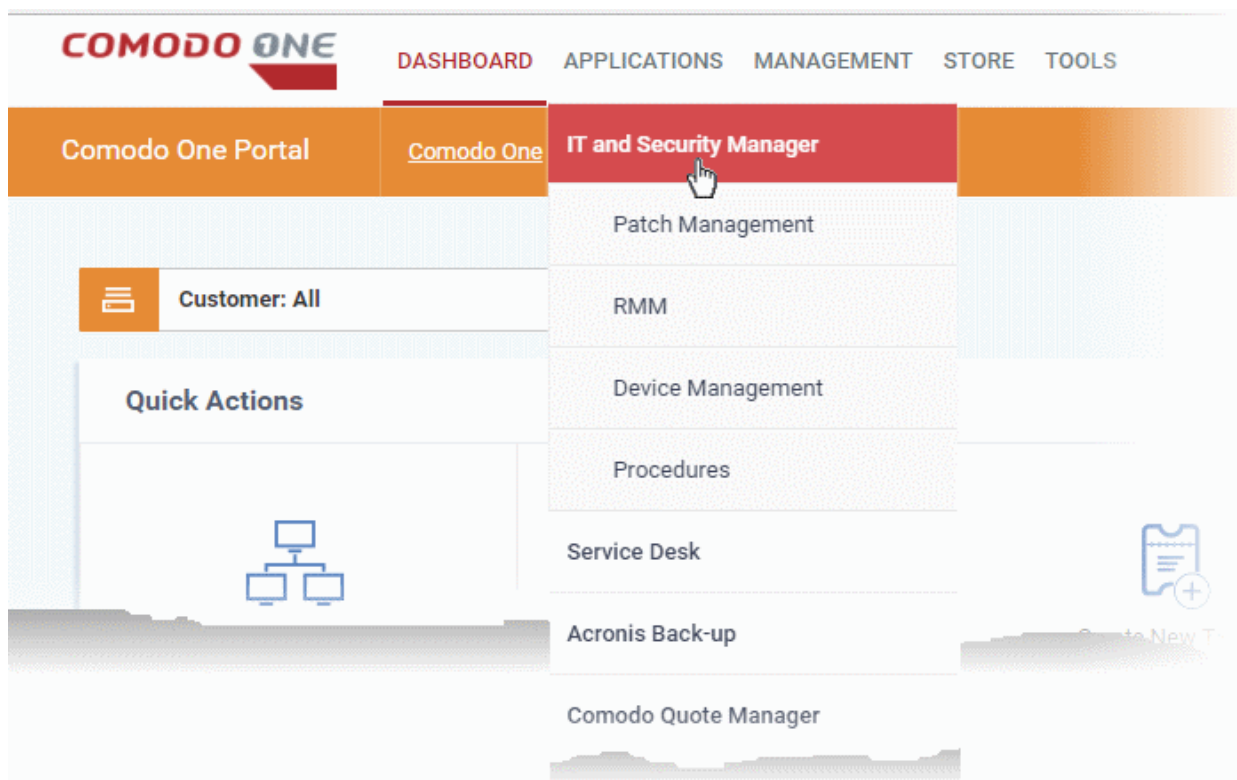 COMODO ONE
DASHBOARD APPLICATIONS MANAGEMENT STORE TOOLS
Comodo One Portal
Comodo One
IT and Security Manager
Patch Management
RMM
Device Management
Procedures
Service Desk
Acronis Back-up
Comodo Quote Manager
Customer: All
Quick Actions
New